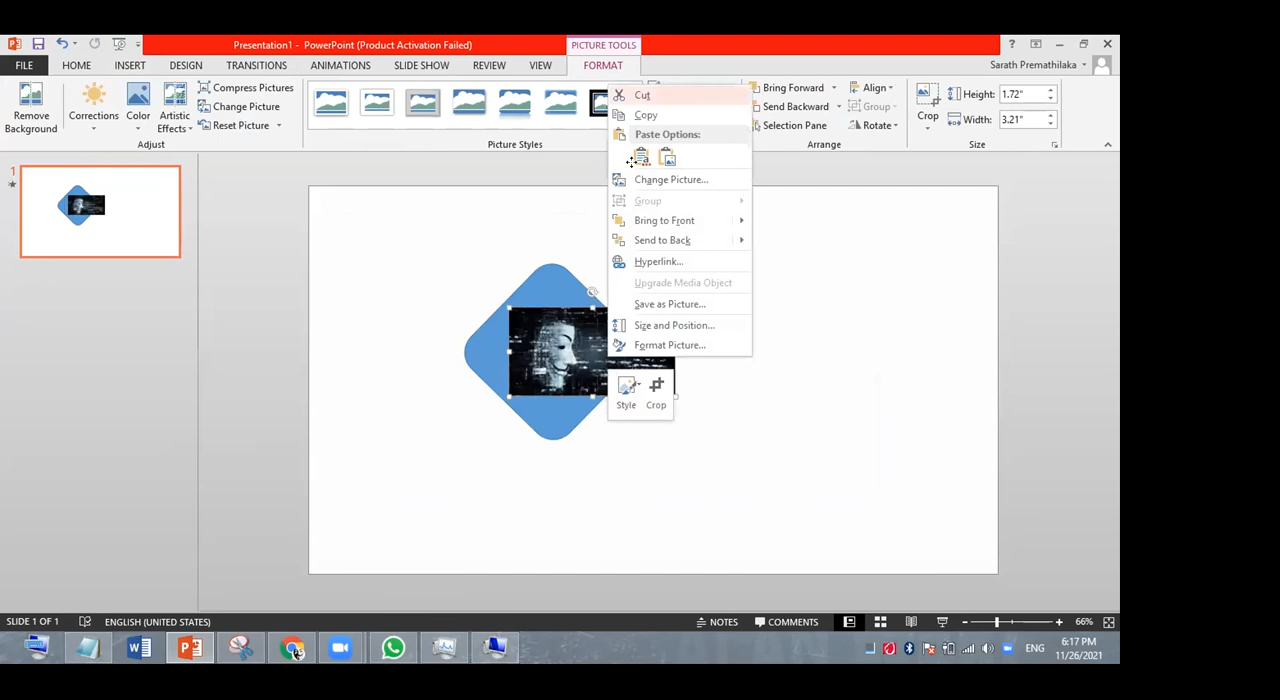 Presentation1 - PowerPoint (Product Activation Failed)
PICTURE TOOLS
FILE HOME INSERT DESIGN TRANSITIONS ANIMATIONS SLIDE SHOW REVIEW VIEW FORMAT
Sarath Premathilaka
Remove Background
Corrections
Color
Artistic Effects
Compress Pictures
Change Picture
Reset Picture
Adjust
Picture Styles
Bring Forward
Send Backward
Selection Pane
Align
Group
Rotate
Arrange
Crop
Height: 1.72"
Width: 3.21"
Size
1
Cut
Copy
Paste Options:
Change Picture...
Group
Bring to Front
Send to Back
Hyperlink...
Upgrade Media Object
Save as Picture...
Size and Position...
Format Picture...
Style Crop
SLIDE 1 OF 1 ENGLISH (UNITED STATES) NOTES COMMENTS 66%
ENG
6:17 PM
11/26/2021